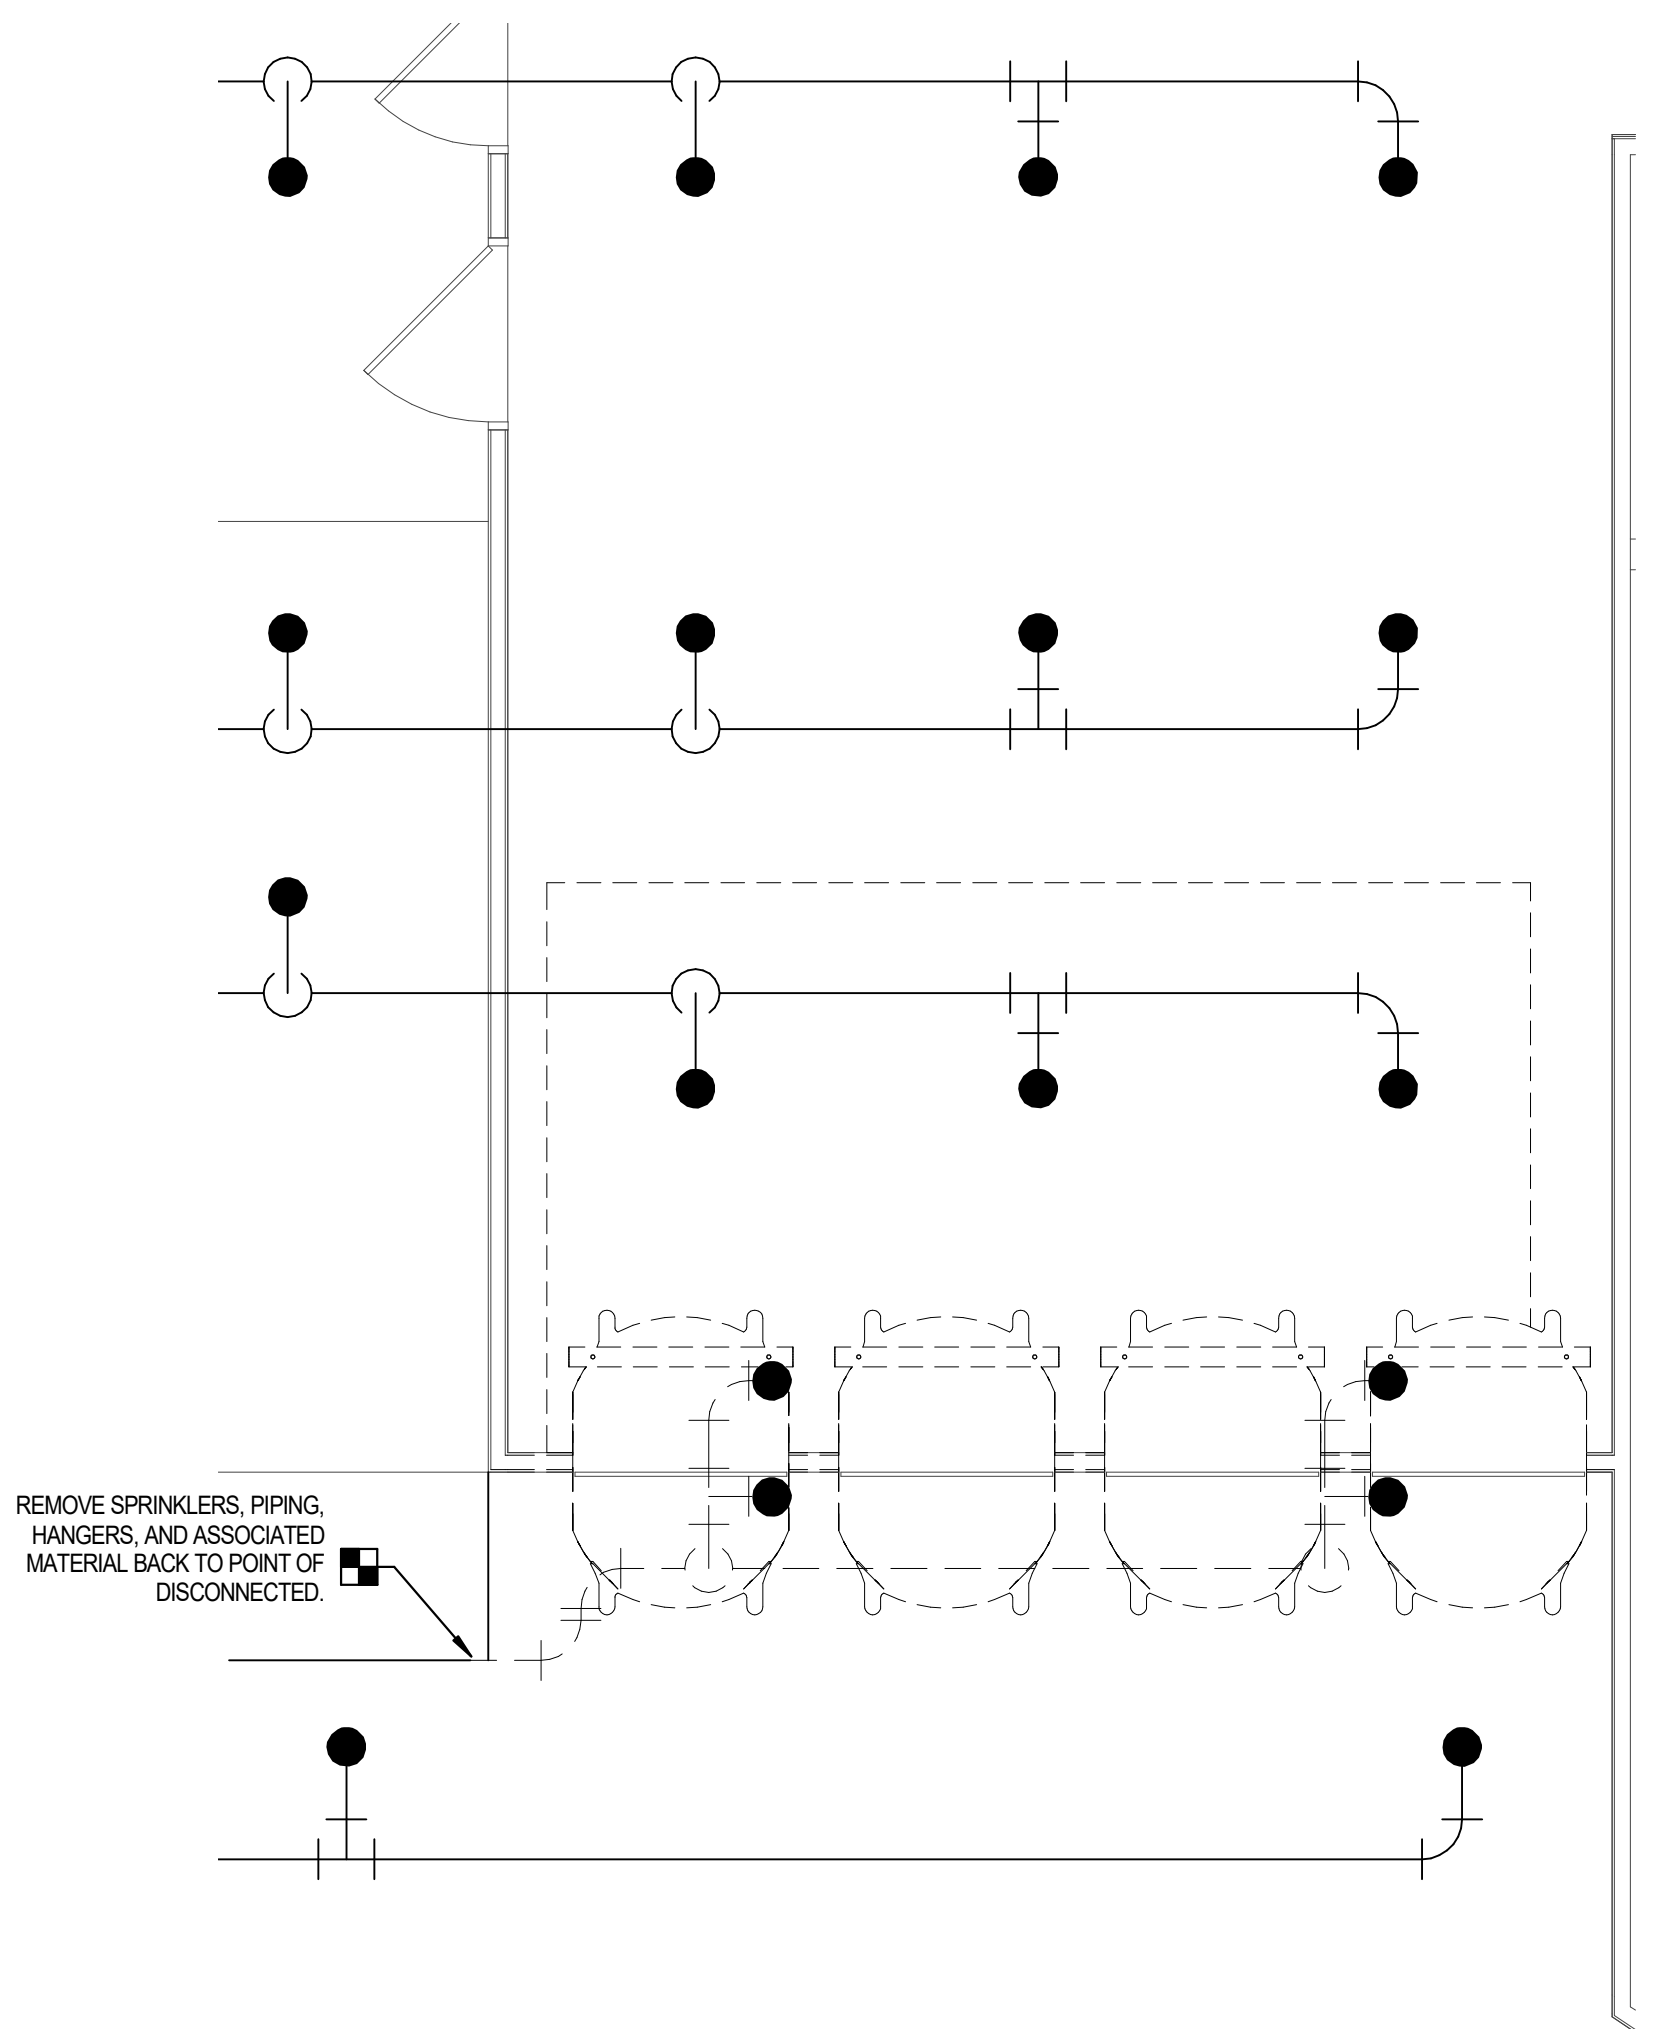 REMOVE SPRINKLERS, PIPING,
HANGERS, AND ASSOCIATED
MATERIAL BACK TO POINT OF
DISCONNECTED.